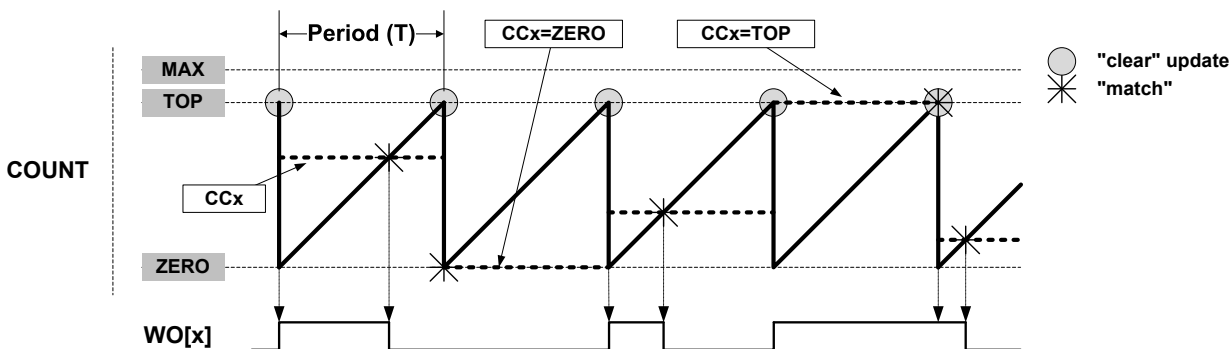 Period (T)
CCx=ZERO
CCx=TOP
"clear" update
"match"
MAX
TOP
COUNT
CCx
ZERO
WO[x]